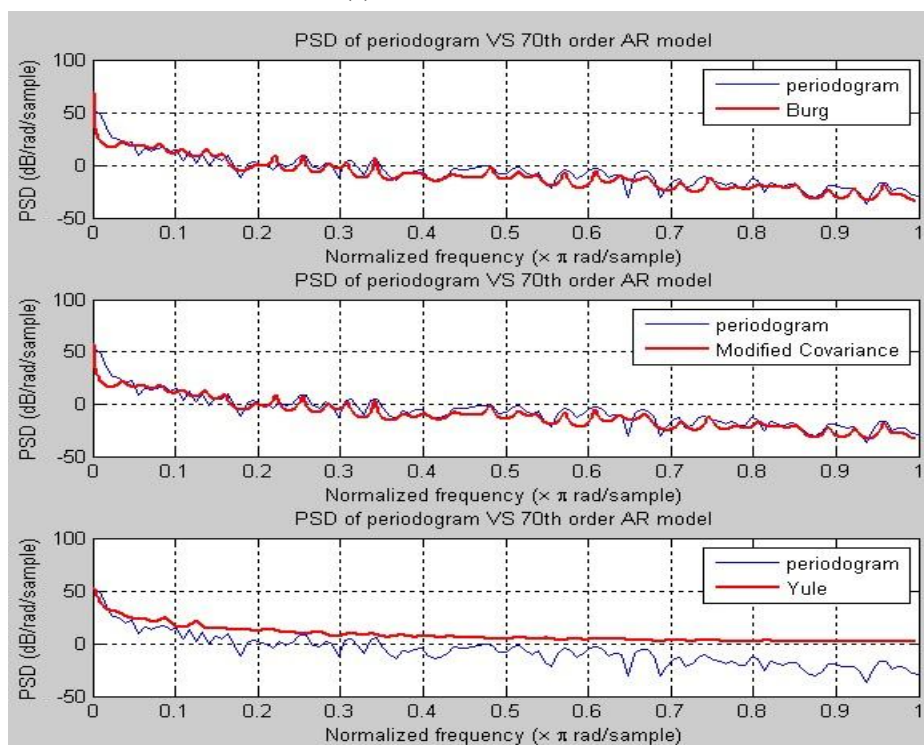 PSD of periodogram VS 70th order AR model
PSD (dB/rad/sample)
100
50
0
-50
periodogram
Burg
0 0.1 0.2 0.3 0.4 0.5 0.6 0.7 0.8 0.9 1
Normalized frequency (× π rad/sample)
PSD of periodogram VS 70th order AR model
PSD (dB/rad/sample)
100
50
0
-50
periodogram
Modified Covariance
0 0.1 0.2 0.3 0.4 0.5 0.6 0.7 0.8 0.9 1
Normalized frequency (× π rad/sample)
PSD of periodogram VS 70th order AR model
PSD (dB/rad/sample)
100
50
0
-50
periodogram
Yule
0 0.1 0.2 0.3 0.4 0.5 0.6 0.7 0.8 0.9 1
Normalized frequency (× π rad/sample)